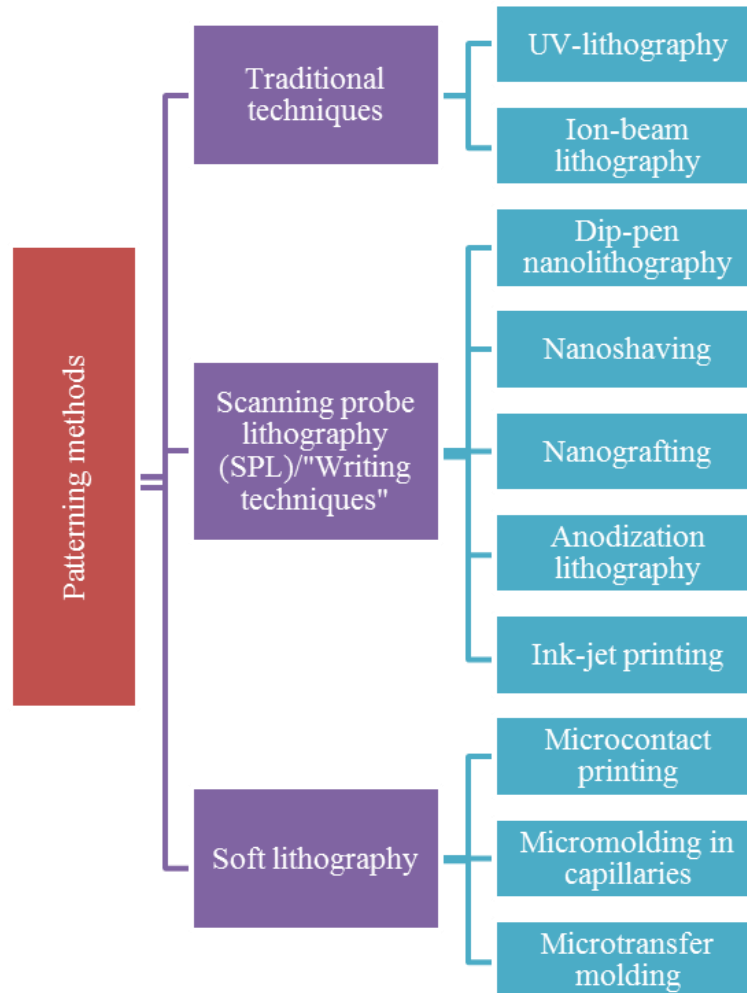 Patterning methods
Traditional
techniques
UV-lithography
Ion-beam
lithography
Scanning probe
lithography
(SPL)/"Writing
techniques"
Dip-pen
nanolithography
Nanoshaving
Nanografting
Anodization
lithography
Ink-jet printing
Soft lithography
Microcontact
printing
Micromolding in
capillaries
Microtransfer
molding